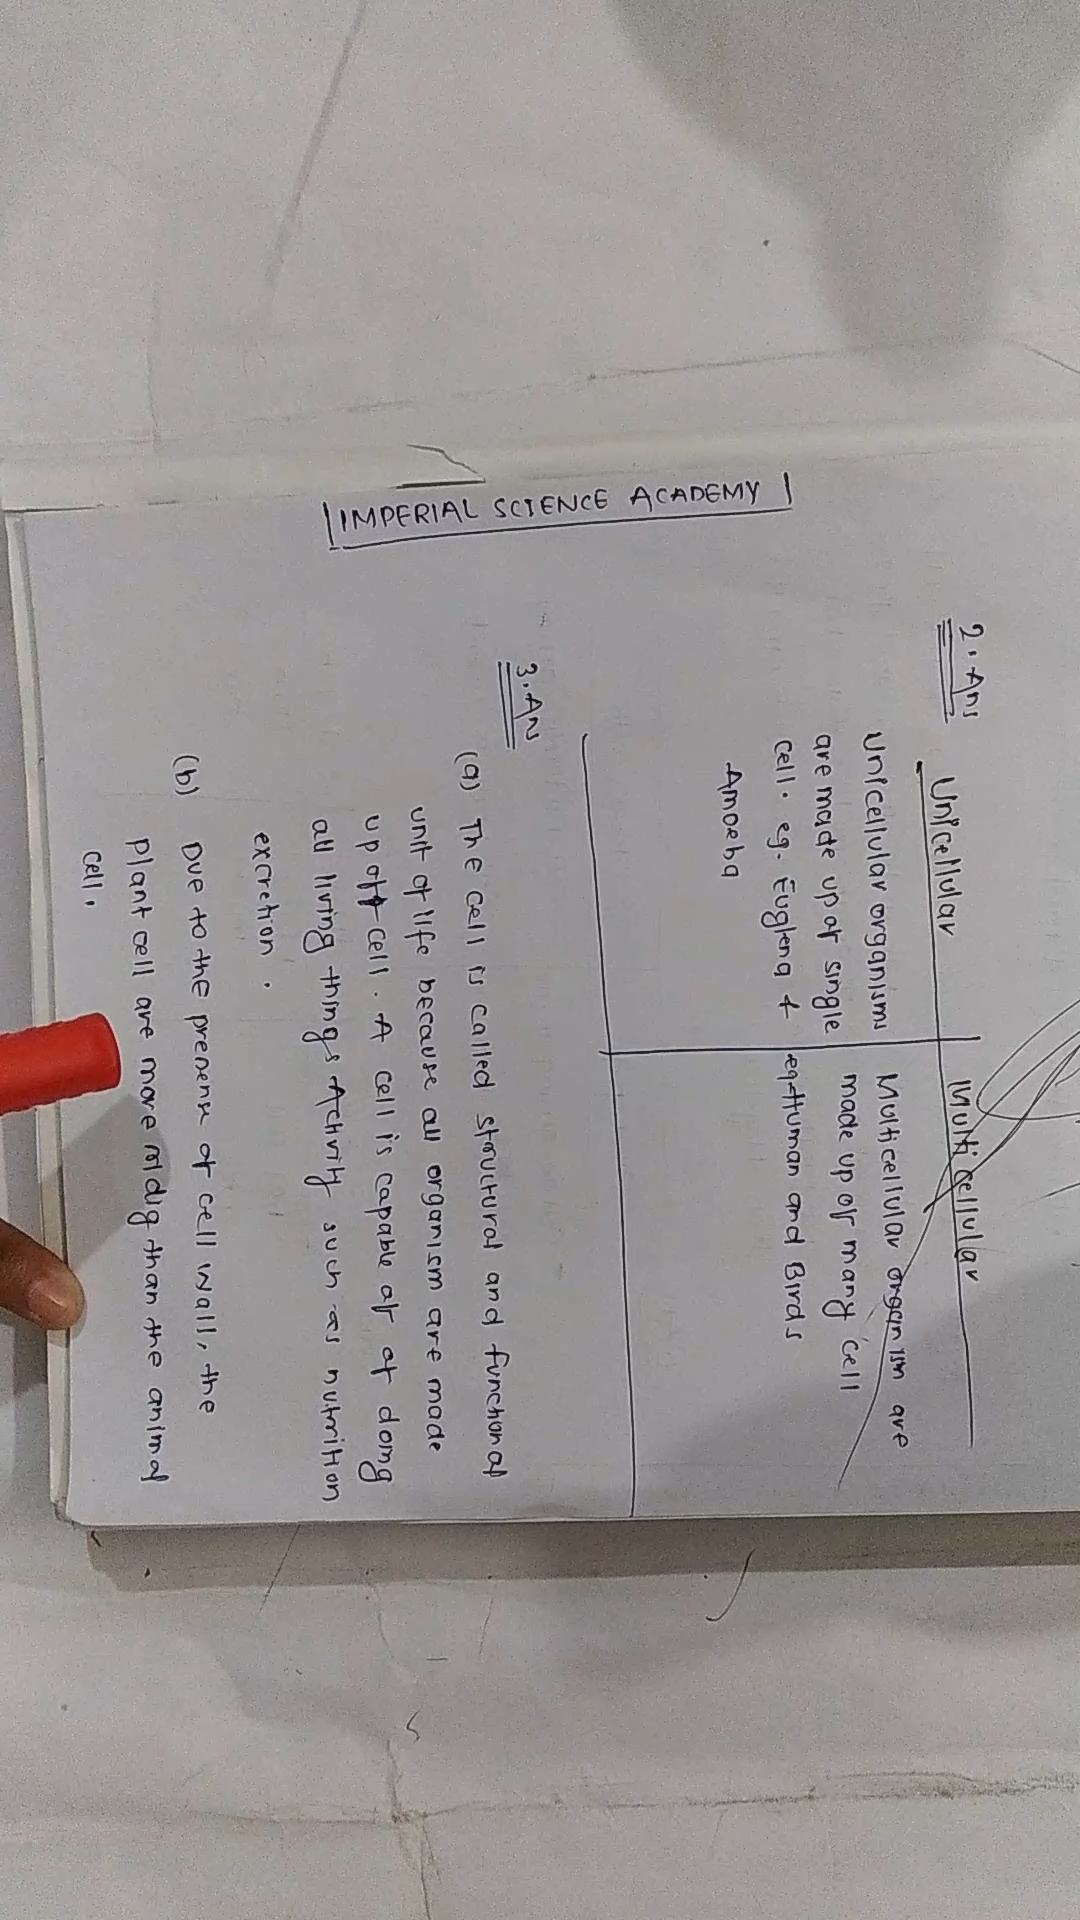 IMPERIAL SCIENCE ACADEMY
2. Ans
Unicellular
Multicellular
Unicellular organisms
are made up of single
cell. eg. Euglena &
Amoeba
Multicellular organism are
made up of many cell
eg-Human and Birds
3. AN
(a) The cell is called structural and functional
unit of life because all organism are made
up off cell. A cell is capable of of doing
all living things Activity such as nutrition
excretion.
(b) Due to the presense of cell wall, the
plant cell are more ridig than the animal
cell.